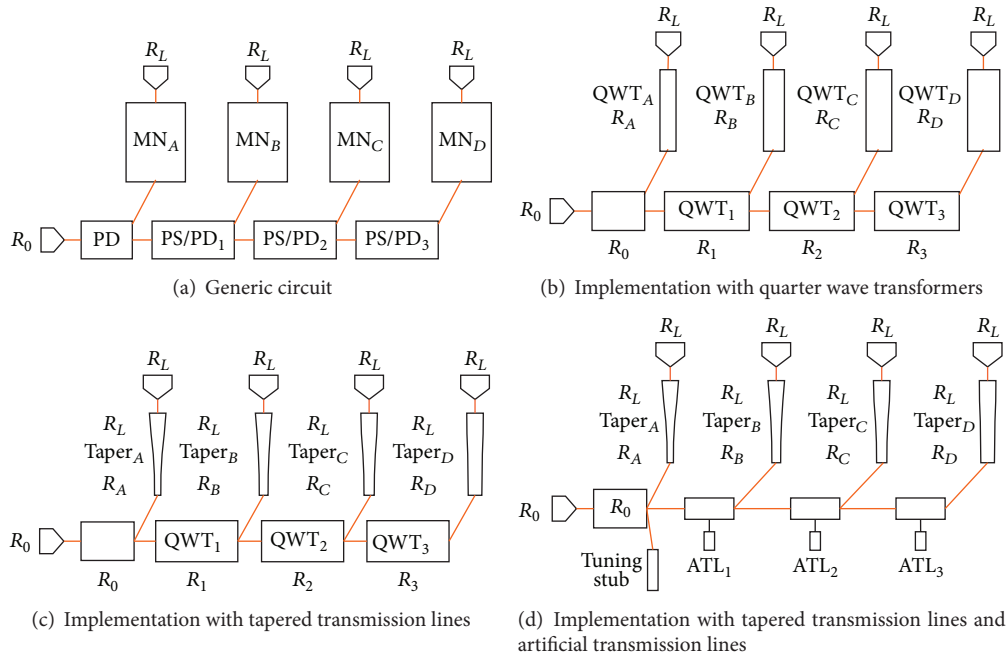 R_L R_L R_L R_L
MN_A MN_B MN_C MN_D
R_0 PD PS/PD_1 PS/PD_2 PS/PD_3
(a) Generic circuit
R_L R_L R_L R_L
QWT_A QWT_B QWT_C QWT_D
R_A R_B R_C R_D
R_0 QWT_1 QWT_2 QWT_3
R_0 R_1 R_2 R_3
(b) Implementation with quarter wave transformers
R_L R_L R_L R_L
R_L R_L R_L R_L
Taper_A Taper_B Taper_C Taper_D
R_A R_B R_C R_D
R_0 QWT_1 QWT_2 QWT_3
R_0 R_1 R_2 R_3
(c) Implementation with tapered transmission lines
R_L R_L R_L R_L
R_L R_L R_L R_L
Taper_A Taper_B Taper_C Taper_D
R_A R_B R_C R_D
R_0 R_0
Tuning ATL_1 ATL_2 ATL_3
stub
(d) Implementation with tapered transmission lines and
artificial transmission lines